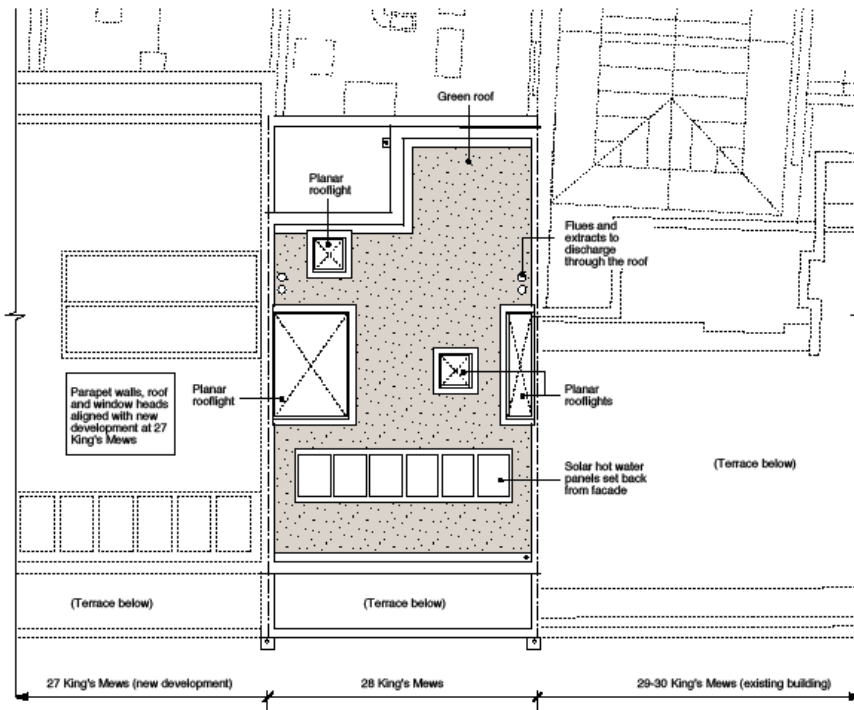 Green roof
Planar
rooflight
Flues and
extracts to
discharge
through the roof
Parapet walls, roof
and window heads
aligned with new
development at 27
King's Mews
Planar
rooflight
Planar
rooflights
Solar hot water
panels set back
from facade
(Terrace below)
(Terrace below)
(Terrace below)
27 King's Mews (new development)
28 King's Mews
29-30 King's Mews (existing building)